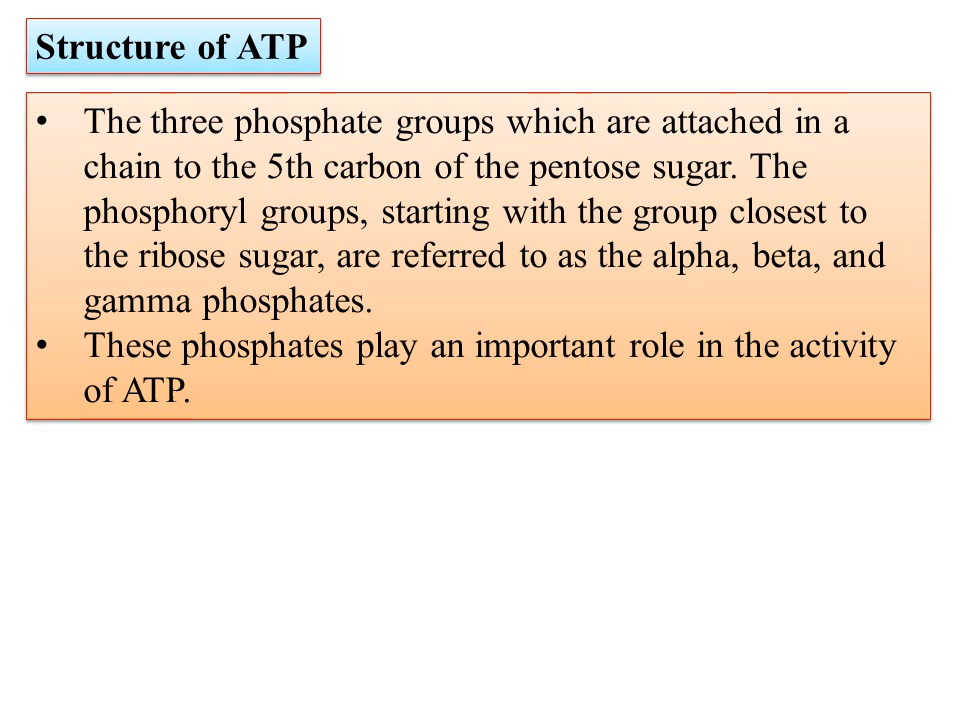 Structure of ATP
• The three phosphate groups which are attached in a
chain to the 5th carbon of the pentose sugar. The
phosphoryl groups, starting with the group closest to
the ribose sugar, are referred to as the alpha, beta, and
gamma phosphates.
• These phosphates play an important role in the activity
of ATP.